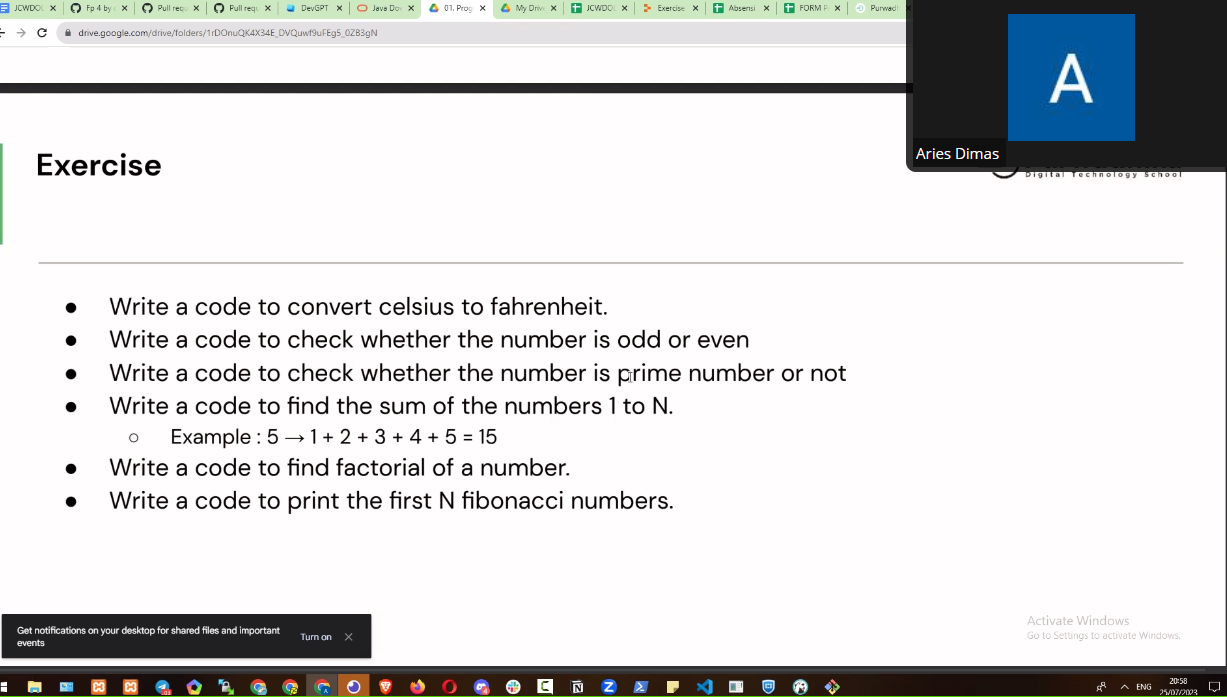 JCWDOL
Fp 4 by
Pull requ
Pull requ
DevGPT
Java Dov
01. Prog
My Drive
JCWDOL
Exercise
Absensi
FORM
Purwad
drive.google.com/drive/folders/1rDOnuQK4X34E_DVQuwf9uFEg5_0ZB3gN
A
Aries Dimas
Digital Technology School
Exercise
● Write a code to convert celsius to fahrenheit.
● Write a code to check whether the number is odd or even
● Write a code to check whether the number is prime number or not
● Write a code to find the sum of the numbers 1 to N.
○ Example : 5 → 1 + 2 + 3 + 4 + 5 = 15
● Write a code to find factorial of a number.
● Write a code to print the first N fibonacci numbers.
Get notifications on your desktop for shared files and important
events
Turn on
Activate Windows
Go to Settings to activate Windows.
ENG
20:58
25/07/2023